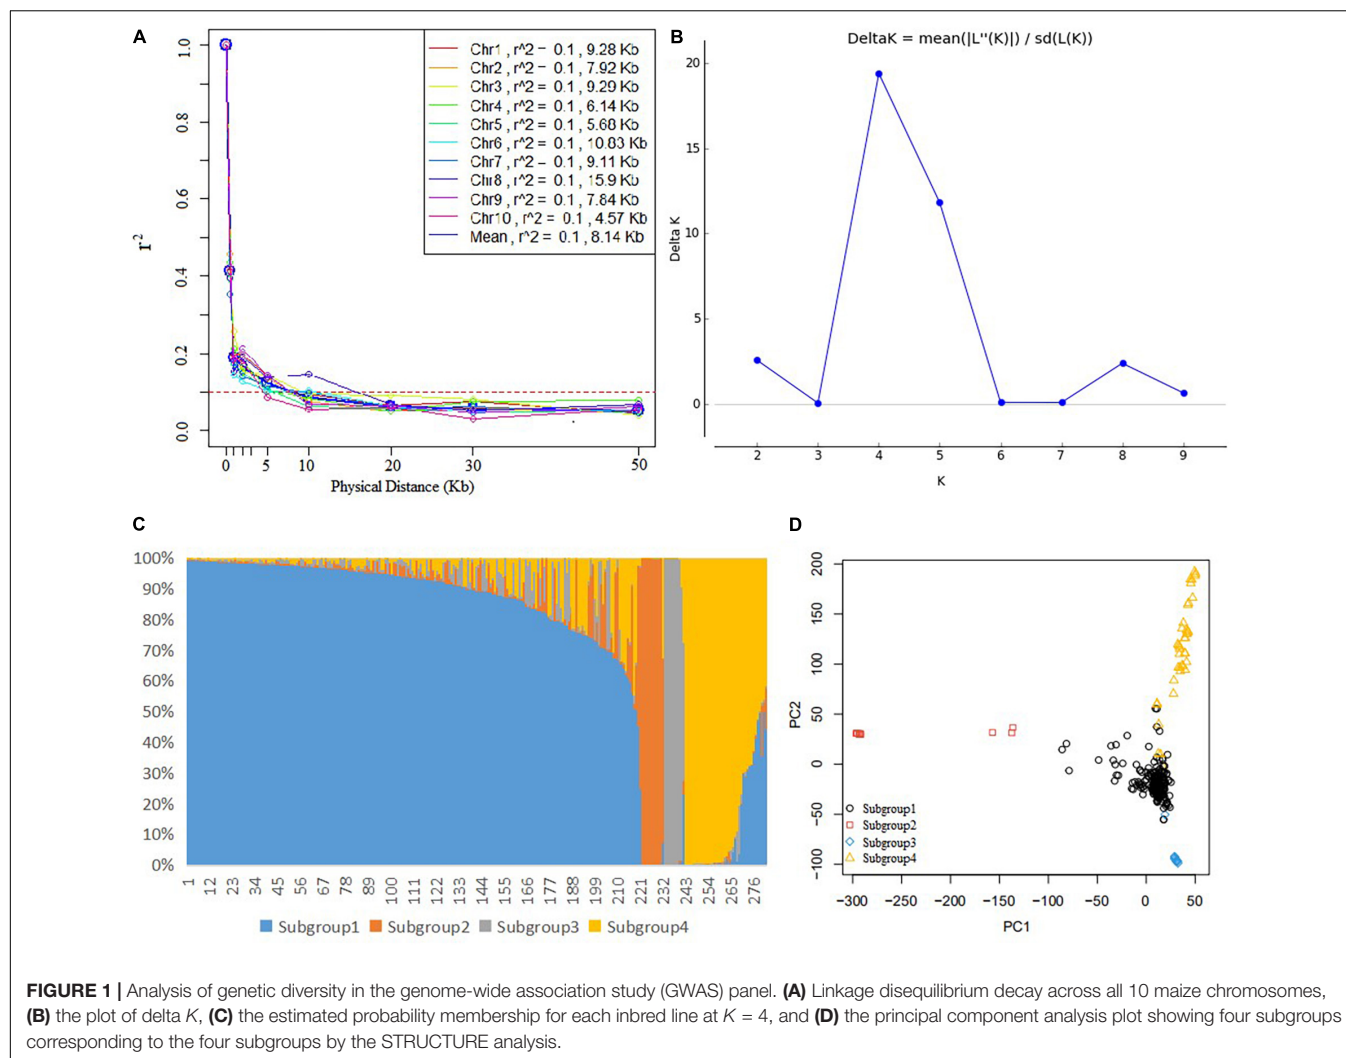 A
1.0
0.8
0.6
0.4
0.2
0.0
r^2
0 5 10 20 30 50
Physical Distance (Kb)
Chr1 , r^2 = 0.1 , 9.28 Kb
Chr2 , r^2 = 0.1 , 7.92 Kb
Chr3 , r^2 = 0.1 , 9.29 Kb
Chr4 , r^2 = 0.1 , 6.14 Kb
Chr5 , r^2 = 0.1 , 5.68 Kb
Chr6 , r^2 = 0.1 , 10.83 Kb
Chr7 , r^2 = 0.1 , 9.11 Kb
Chr8 , r^2 = 0.1 , 15.9 Kb
Chr9 , r^2 = 0.1 , 7.84 Kb
Chr10 , r^2 = 0.1 , 4.57 Kb
Mean , r^2 = 0.1 , 8.14 Kb
B
DeltaK = mean(|L''(K)|) / sd(L(K))
20
15
10
5
0
Delta K
2 3 4 5 6 7 8 9
K
C
100%
90%
80%
70%
60%
50%
40%
30%
20%
10%
0%
1 12 23 34 45 56 67 78 89 100 111 122 133 144 155 166 177 188 199 210 221 232 243 254 265 276
Subgroup1 Subgroup2 Subgroup3 Subgroup4
D
200
150
100
50
0
−50
−100
PC2
Subgroup1
Subgroup2
Subgroup3
Subgroup4
−300 −250 −200 −150 −100 −50 0 50
PC1
FIGURE 1 | Analysis of genetic diversity in the genome-wide association study (GWAS) panel. (A) Linkage disequilibrium decay across all 10 maize chromosomes,
(B) the plot of delta K, (C) the estimated probability membership for each inbred line at K = 4, and (D) the principal component analysis plot showing four subgroups
corresponding to the four subgroups by the STRUCTURE analysis.